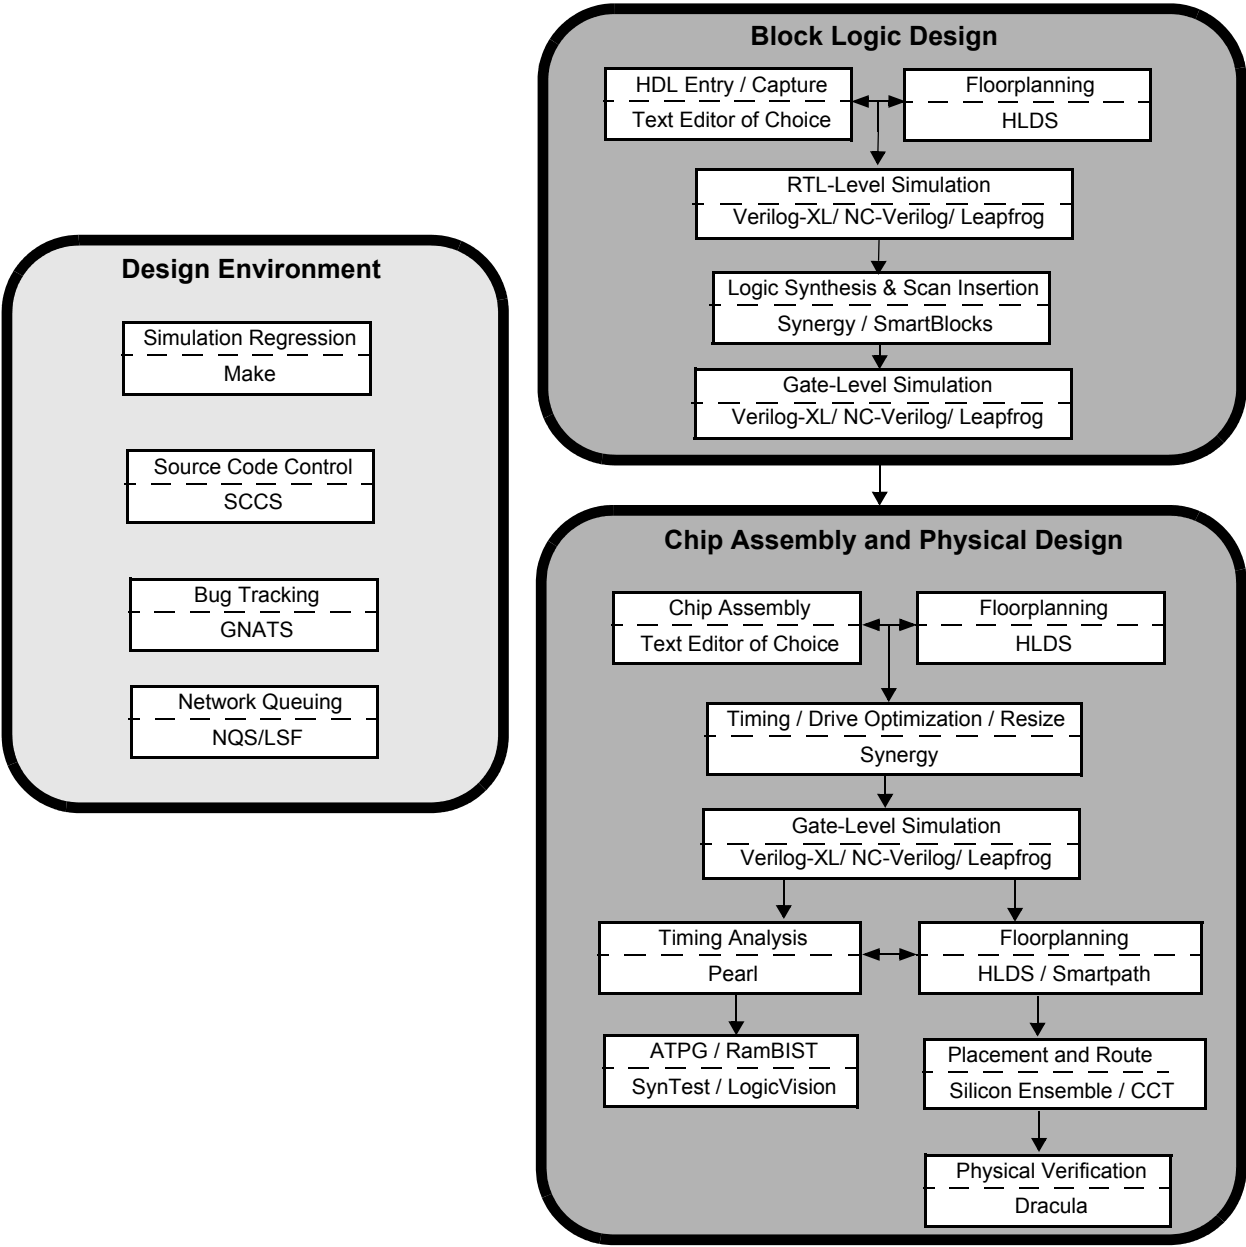 Block Logic Design
HDL Entry / Capture
Text Editor of Choice
Floorplanning
HLDS
RTL-Level Simulation
Verilog-XL/ NC-Verilog/ Leapfrog
Logic Synthesis & Scan Insertion
Synergy / SmartBlocks
Gate-Level Simulation
Verilog-XL/ NC-Verilog/ Leapfrog
Design Environment
Simulation Regression
Make
Source Code Control
SCCS
Bug Tracking
GNATS
Network Queuing
NQS/LSF
Chip Assembly and Physical Design
Chip Assembly
Text Editor of Choice
Floorplanning
HLDS
Timing / Drive Optimization / Resize
Synergy
Gate-Level Simulation
Verilog-XL/ NC-Verilog/ Leapfrog
Timing Analysis
Pearl
Floorplanning
HLDS / Smartpath
ATPG / RamBIST
SynTest / LogicVision
Placement and Route
Silicon Ensemble / CCT
Physical Verification
Dracula